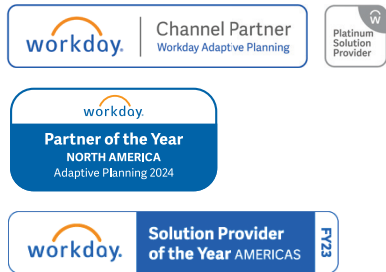 workday.
Channel Partner
Workday Adaptive Planning
W
Platinum
Solution
Provider
workday.
Partner of the Year
NORTH AMERICA
Adaptive Planning 2024
workday.
Solution Provider
of the Year AMERICAS
FY23